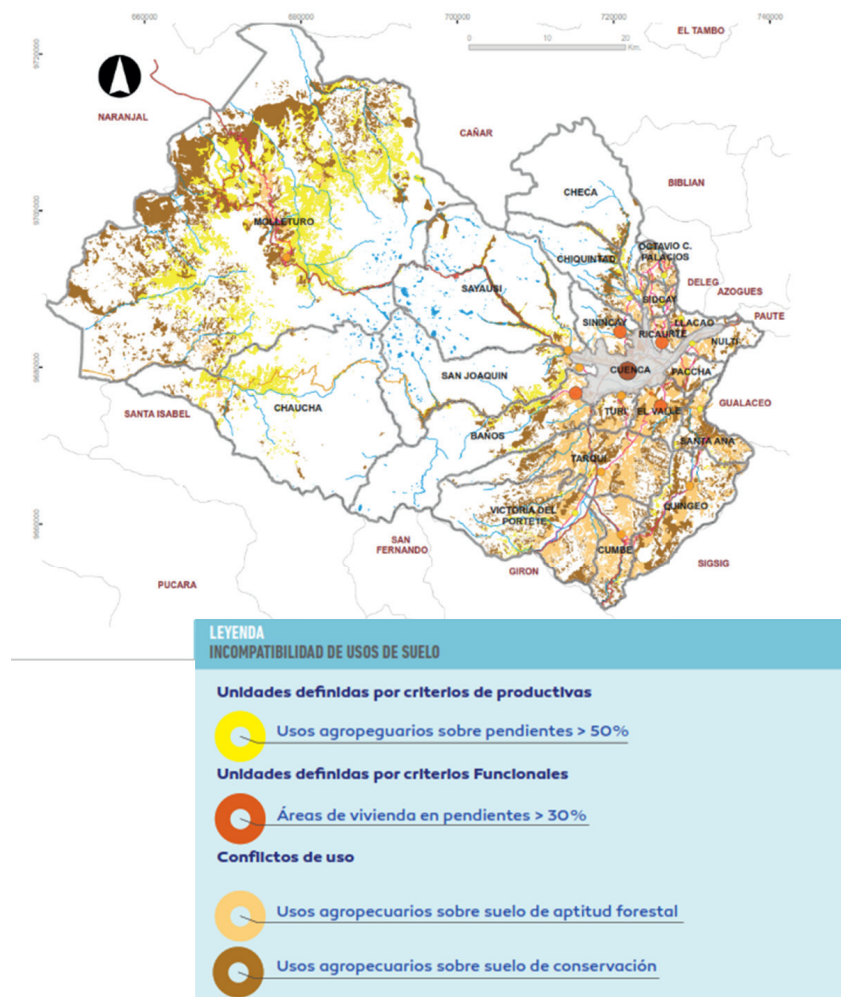 660000 680000 700000 720000 740000
EL TAMBO
0 10 20
Km.
9720000
NARANJAL
CAÑAR
CHECA
BIBLIAN
9700000
MOLLETURO
CHIQUINTAD
OCTAVIO C.
PALACIOS
DELEG
SAYAUSI
SIDCAY
AZOGUES
SININCAY
LLACAO
PAUTE
RICAURTE
NULTI
9680000
SAN JOAQUIN
CUENCA
PACCHA
SANTA ISABEL
CHAUCHA
TURI
EL VALLE
GUALACEO
BAÑOS
SANTA ANA
TARQUI
VICTORIA DEL
PORTETE
QUINGEO
9660000
SAN
FERNANDO
CUMBE
GIRON
SIGSIG
PUCARA
LEYENDA
INCOMPATIBILIDAD DE USOS DE SUELO
Unidades definidas por criterios de productivas
Usos agropeguarios sobre pendientes > 50%
Unidades definidas por criterios Funcionales
Áreas de vivienda en pendientes > 30%
Conflictos de uso
Usos agropecuarios sobre suelo de aptitud forestal
Usos agropecuarios sobre suelo de conservación